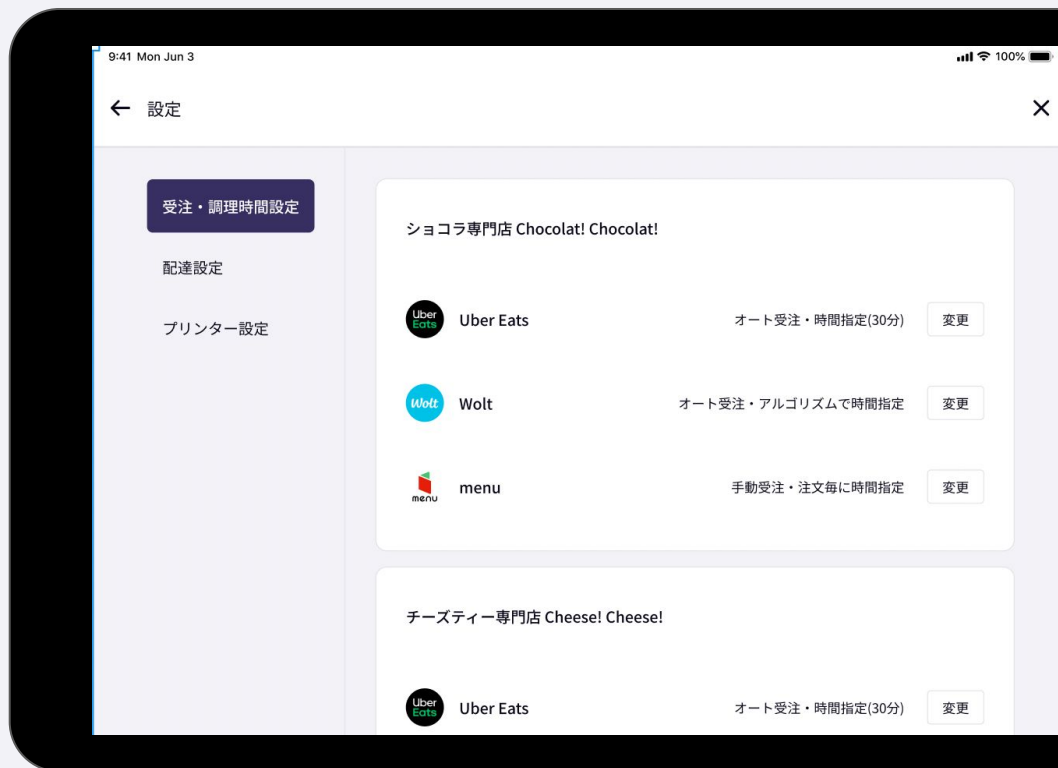 9:41 Mon Jun 3
100%
設定
受注・調理時間設定
配達設定
プリンター設定
ショコラ専門店 Chocolat! Chocolat!
Uber Eats
Uber Eats
オート受注・時間指定(30分)
変更
Wolt
Wolt
オート受注・アルゴリズムで時間指定
変更
menu
menu
手動受注・注文毎に時間指定
変更
チーズティー専門店 Cheese! Cheese!
Uber Eats
Uber Eats
オート受注・時間指定(30分)
変更